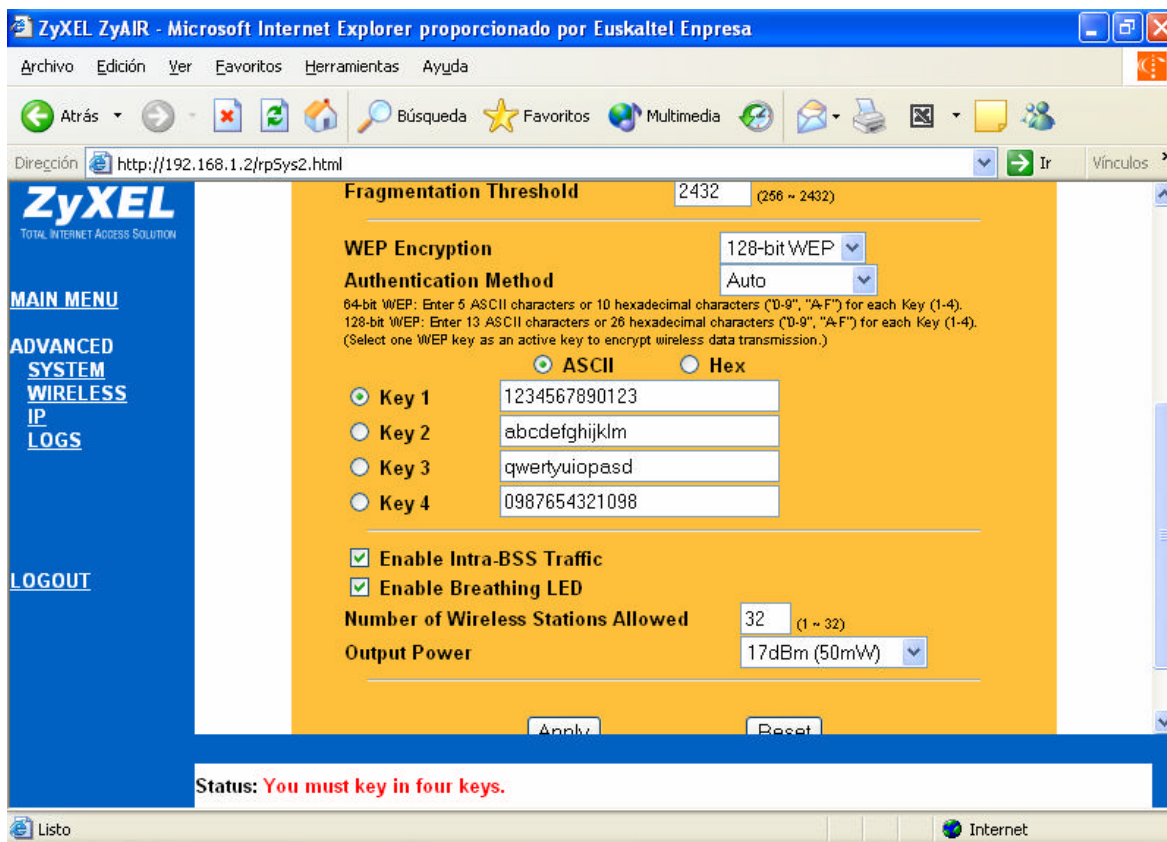 ZyXEL ZyAIR - Microsoft Internet Explorer proporcionado por Euskaltel Enpresa
Archivo Edición Ver Favoritos Herramientas Ayuda
Atrás Búsqueda Favoritos Multimedia
Dirección http://192.168.1.2/rpSys2.html Ir Vínculos
ZyXEL
TOTAL INTERNET ACCESS SOLUTION
MAIN MENU
ADVANCED
SYSTEM
WIRELESS
IP
LOGS
LOGOUT
Fragmentation Threshold 2432 (256 ~ 2432)
WEP Encryption 128-bit WEP
Authentication Method Auto
64-bit WEP: Enter 5 ASCII characters or 10 hexadecimal characters ("0-9", "A-F") for each Key (1-4).
128-bit WEP: Enter 13 ASCII characters or 26 hexadecimal characters ("0-9", "A-F") for each Key (1-4).
(Select one WEP key as an active key to encrypt wireless data transmission.)
ASCII Hex
Key 1 1234567890123
Key 2 abcdefghijklm
Key 3 qwertyuiopasd
Key 4 0987654321098
Enable Intra-BSS Traffic
Enable Breathing LED
Number of Wireless Stations Allowed 32 (1 ~ 32)
Output Power 17dBm (50mW)
Apply Reset
Status: You must key in four keys.
Listo Internet